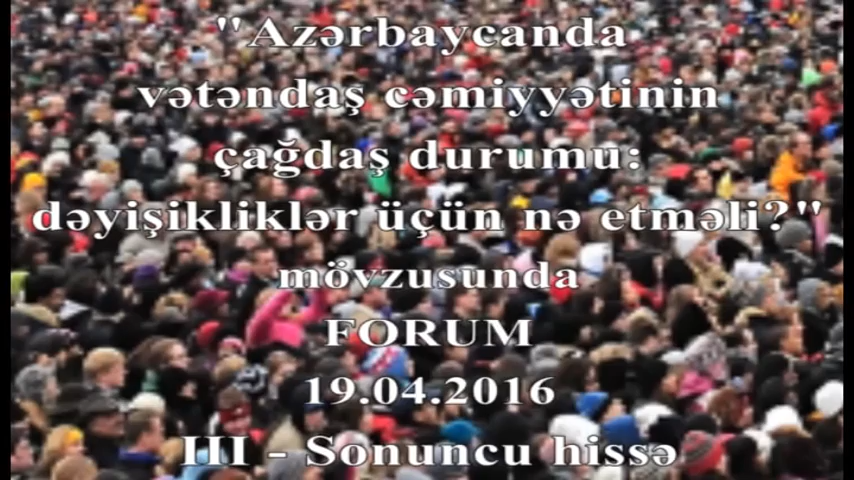 "Azərbaycanda
vətəndaş cəmiyyətinin
çağdaş durumu:
dəyişikliklər üçün nə etməli?"
mövzusunda
FORUM
19.04.2016
III - Sonuncu hissə